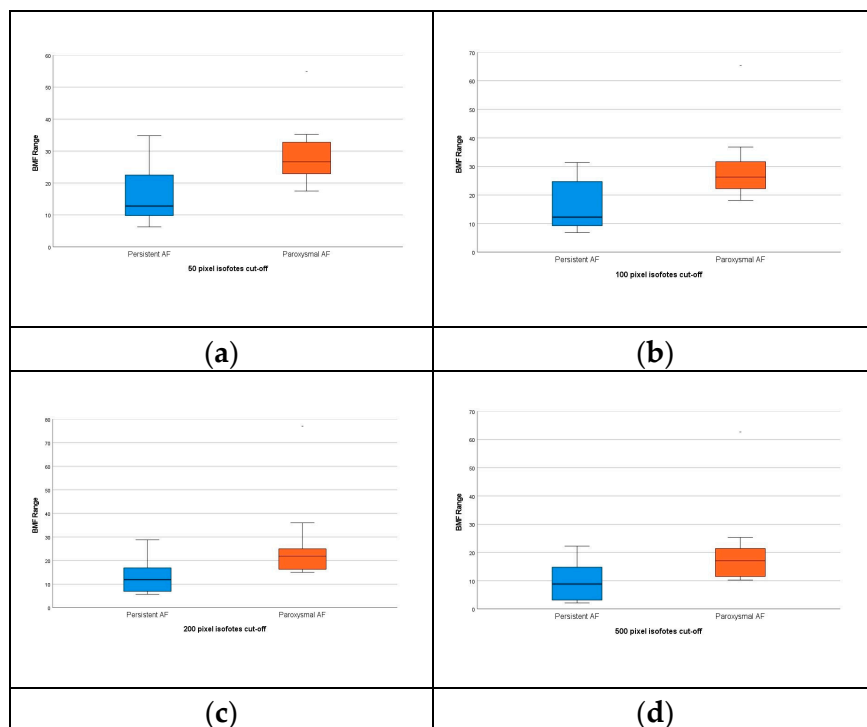 60
50
40
30
20
10
0
BMF Range
Persistent AF Paroxysmal AF
50 pixel isofotes cut-off
(a)
70
60
50
40
30
20
10
0
BMF Range
Persistent AF Paroxysmal AF
100 pixel isofotes cut-off
(b)
80
70
60
50
40
30
20
10
0
BMF Range
Persistent AF Paroxysmal AF
200 pixel isofotes cut-off
(c)
70
60
50
40
30
20
10
0
BMF Range
Persistent AF Paroxysmal AF
500 pixel isofotes cut-off
(d)